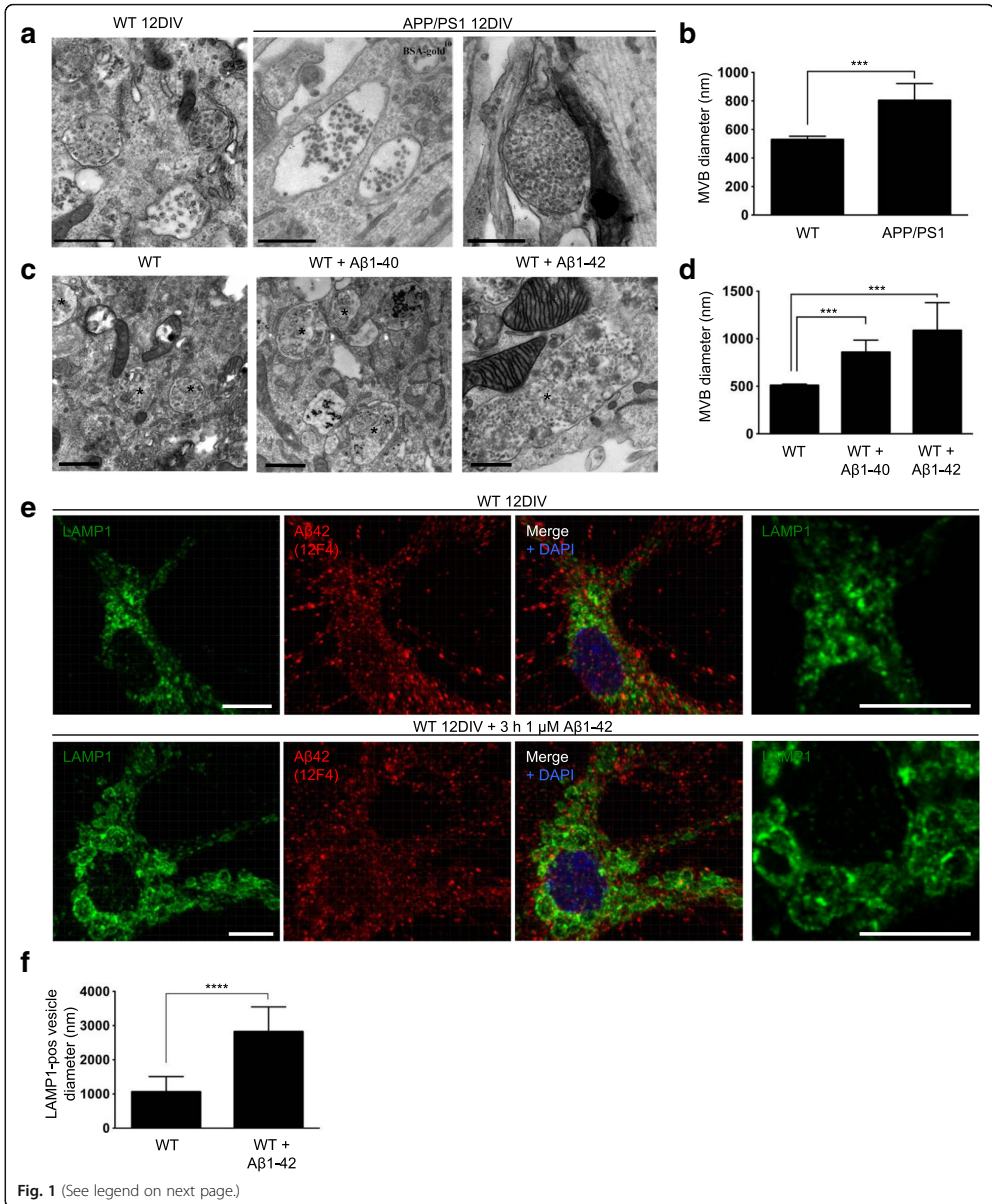 a
WT 12DIV
APP/PS1 12DIV
BSA-gold
b
***
MVB diameter (nm)
1000
800
600
400
200
0
WT
APP/PS1
c
WT
WT + Aβ1-40
WT + Aβ1-42
*
*
*
*
*
*
*
d
***
***
MVB diameter (nm)
1500
1000
500
0
WT
WT +
Aβ1-40
WT +
Aβ1-42
e
WT 12DIV
LAMP1
Aβ42
(12F4)
Merge
+ DAPI
LAMP1
WT 12DIV + 3 h 1 μM Aβ1-42
LAMP1
Aβ42
(12F4)
Merge
+ DAPI
LAMP1
f
****
LAMP1-pos vesicle
diameter (nm)
4000
3000
2000
1000
0
WT
WT +
Aβ1-42
Fig. 1 (See legend on next page.)